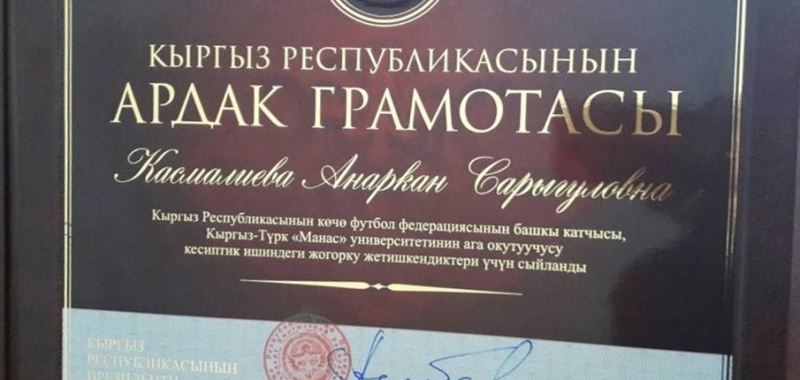 КЫРГЫЗ РЕСПУБЛИКАСЫНЫН
АРДАК ГРАМОТАСЫ
Касмалиева Анаркан Сарыгуловна
Кыргыз Республикасынын көчө футбол федерациясынын башкы катчысы,
Кыргыз-Түрк «Манас» университетинин ага окутуучусу
кесиптик ишиндеги жогорку жетишкендиктери үчүн сыйланды
КЫРГЫЗ
РЕСПУБЛИКАСЫНЫН
ПРЕЗИДЕНТИ